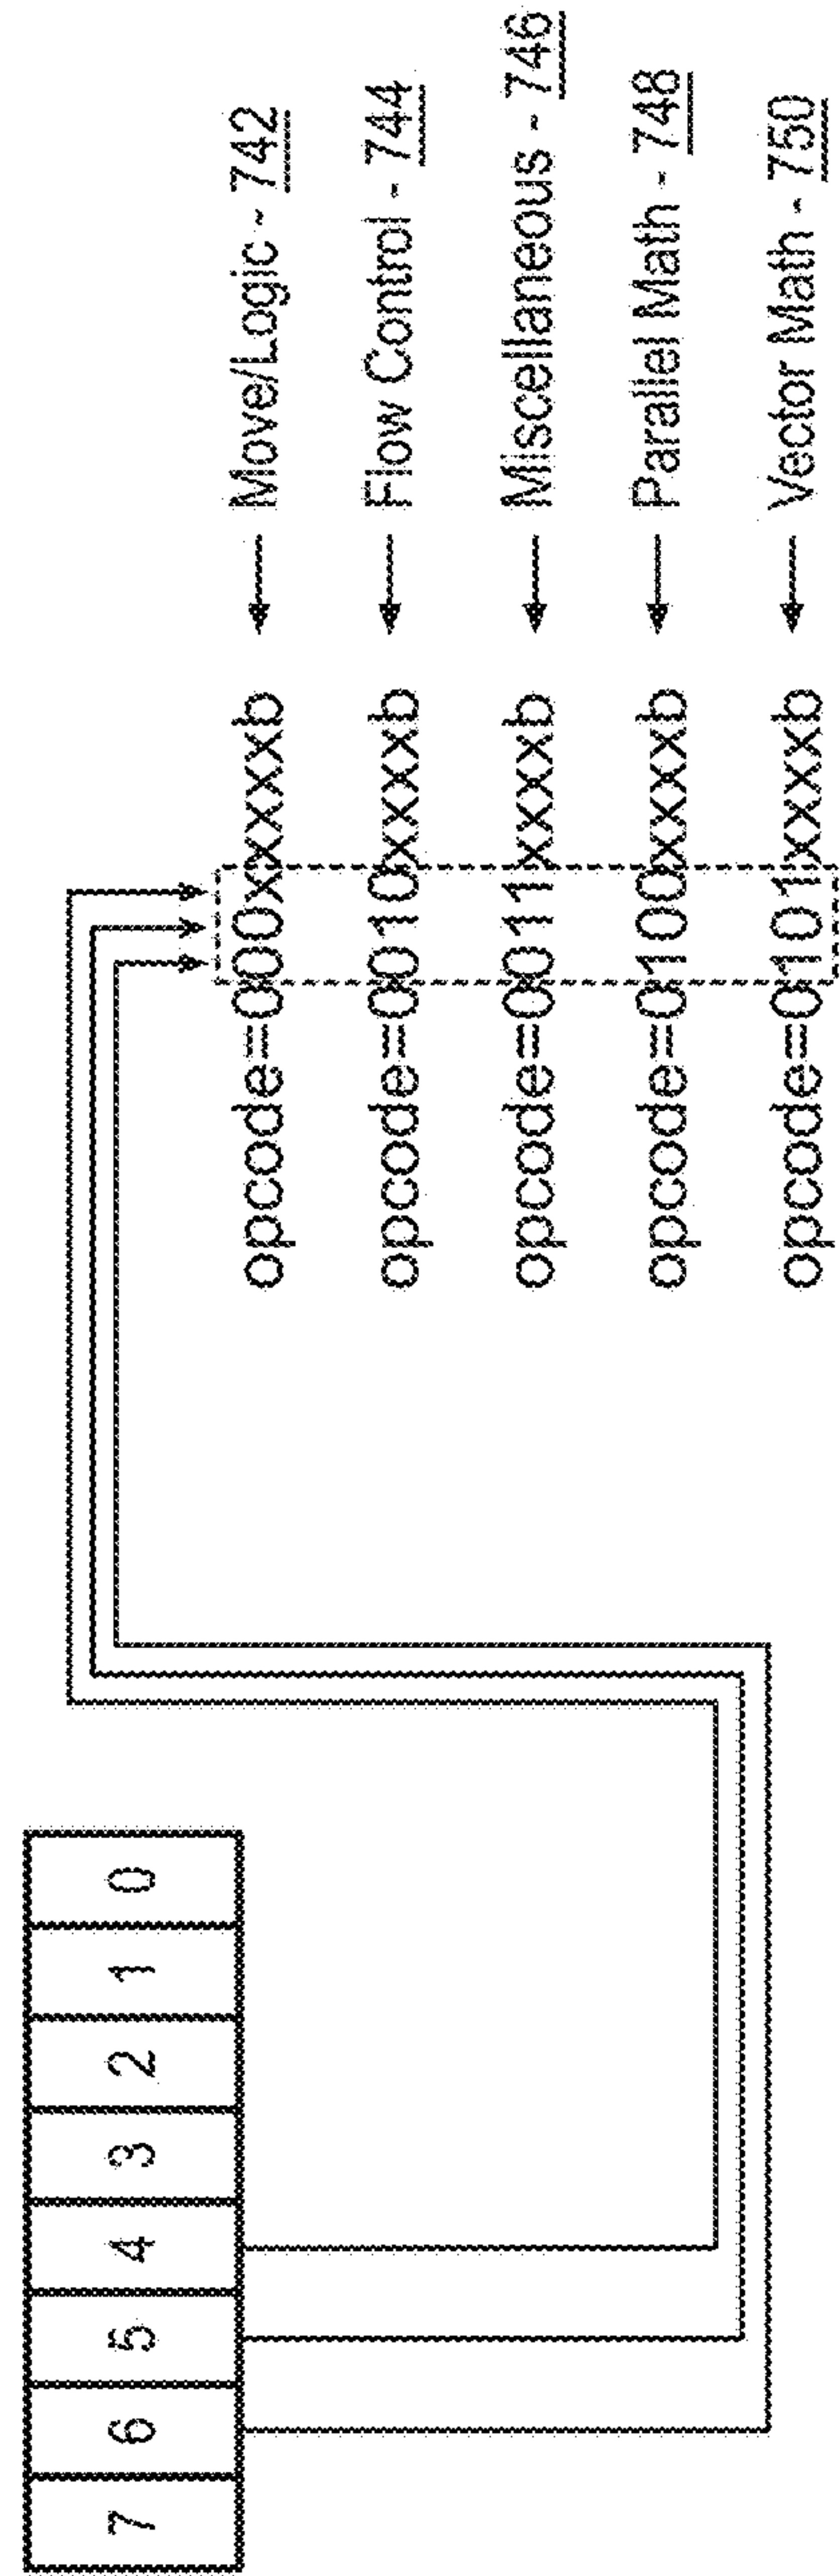 7 6 5 4 3 2 1 0
opcode=000xxxxxb Move/Logic - 742
opcode=0010xxxxb Flow Control - 744
opcode=0011xxxxb Miscellaneous - 746
opcode=0100xxxxb Parallel Math - 748
opcode=0101xxxxb Vector Math - 750